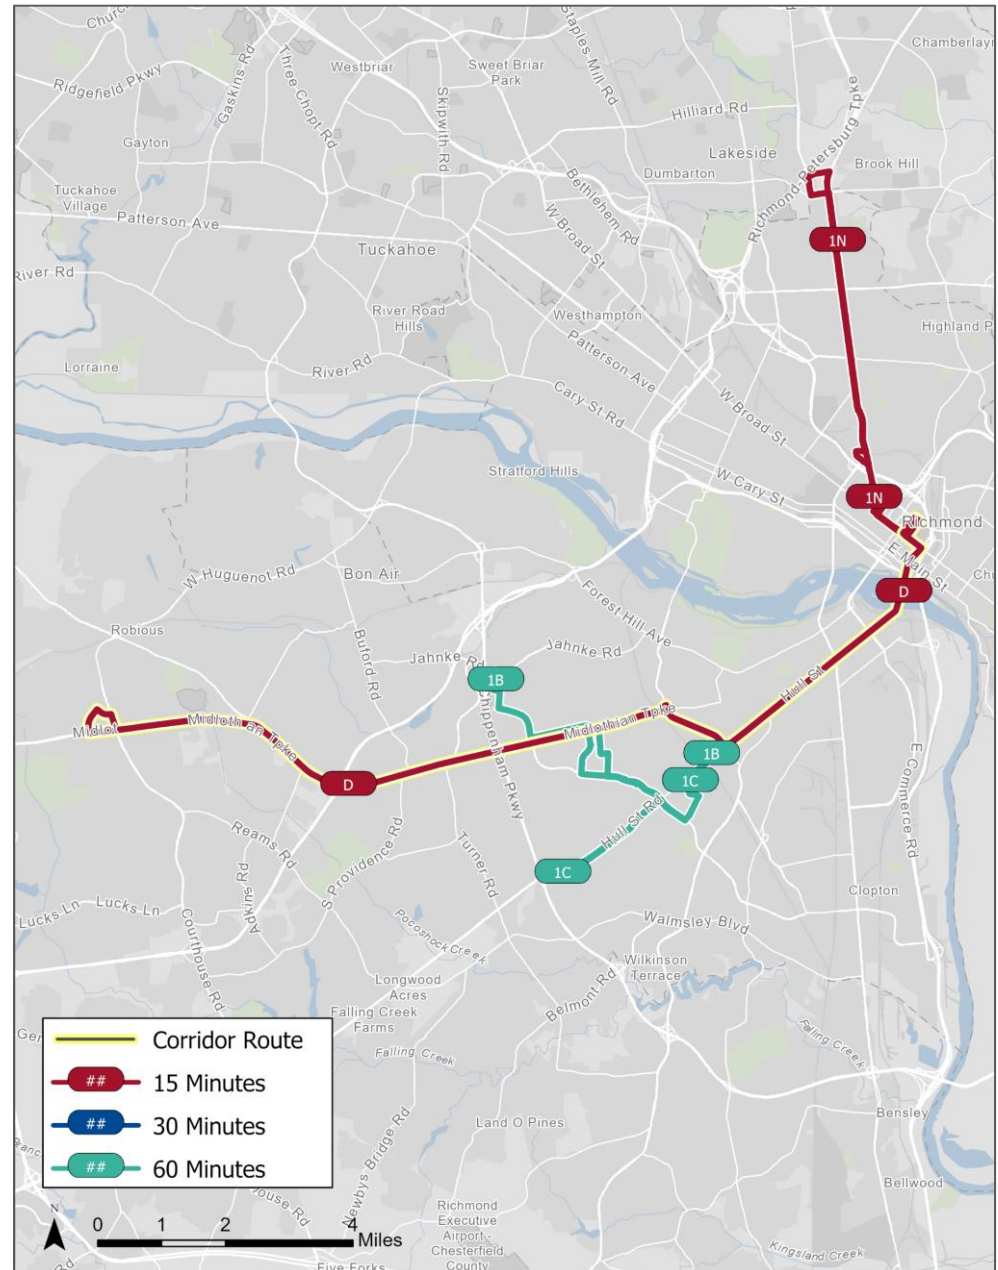 Ridgefield Pkwy
Gaskins Rd
Three Chopt Rd
Westbriar
Skipwith Rd
Sweet Briar
Park
Staples Mill Rd
Hilliard Rd
Lakeside
Richmond-Petersburg Tpke
Gayton
Dumbarton
Brook Hill
Tuckahoe
Village
Patterson Ave
Bethlehem Rd
W Broad St
1N
Tuckahoe
River Rd
River Road
Hills
Westhampton
Lorraine
River Rd
Patterson Ave
Cary St Rd
W Broad St
Stratford Hills
W Cary St
1N
Richmond
E Main St
W Huguenot Rd
Bon Air
D
Forest Hill Ave
Robious
Buford Rd
Jahnke Rd
Jahnke Rd
1B
Chippenham Pkwy
Hull St
Midlot
Midloth an Tpke
Midlothian Tpke
1B
D
1C
E Commerce Rd
Hull St Rd
Reams Rd
S Providence Rd
Turner Rd
1C
Adkins Rd
Lucks Ln
Lucks Ln
Courthouse Rd
Clopton
Walmsley Blvd
Pocoshock Creek
Longwood
Acres
Wilkinson
Terrace
Belmont Rd
Falling Creek
Farms
Falling Creek
Falling Creek
Land O Pines
Newbys Bridge Rd
Bensley
Bellwood
Richmond
Executive
Airport -
Chesterfield
County
Kingsland Creek
Five Forks
Corridor Route
## 15 Minutes
## 30 Minutes
## 60 Minutes
N
0 1 2 4
Miles